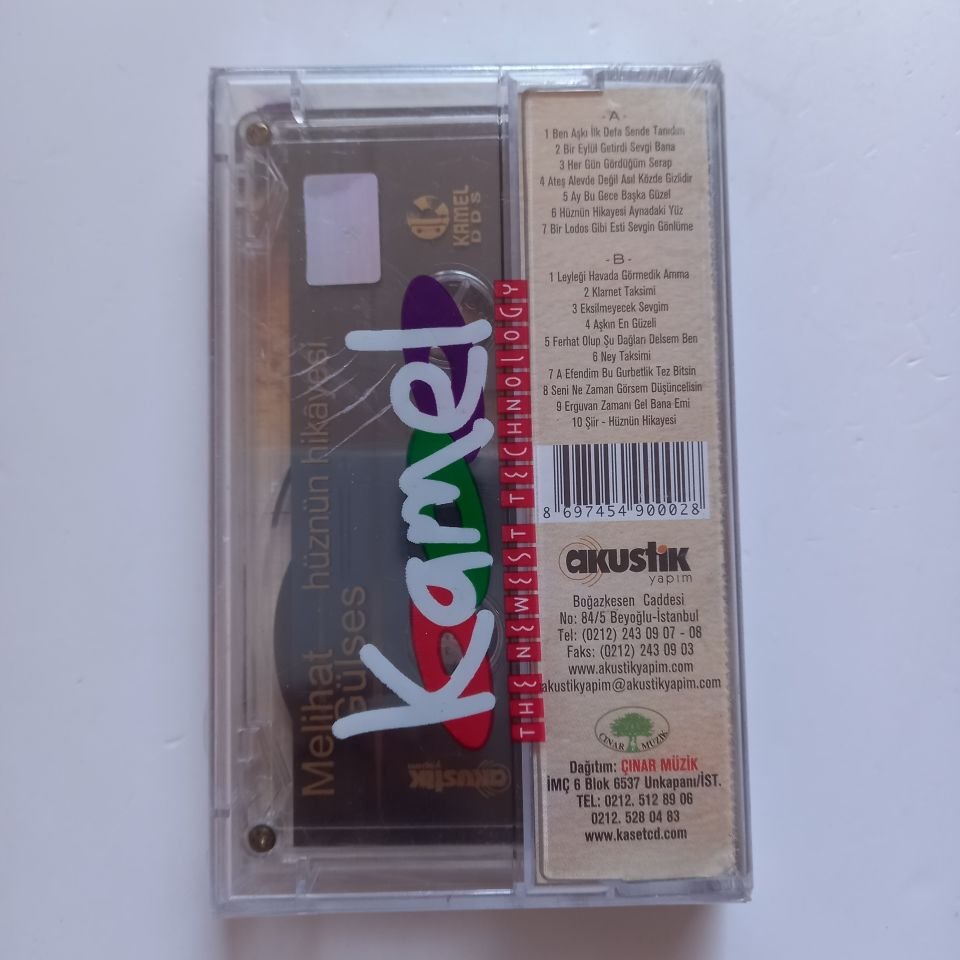 -A-
1 Ben Aşkı İlk Defa Sende Tanıdım
2 Bir Eylül Getirdi Sevgi Bana
3 Her Gün Gördüğüm Serap
4 Ateş Alevde Değil Asıl Közde Gizlidir
5 Ay Bu Gece Başka Güzel
6 Hüznün Hikayesi Aynadaki Yüz
7 Bir Lodos Gibi Esti Sevgin Gönlüme
-B-
1 Leyleği Havada Görmedik Amma
2 Klarnet Taksimi
3 Eksilmeyecek Sevgim
4 Aşkın En Güzeli
5 Ferhat Olup Şu Dağları Delsem Ben
6 Ney Taksimi
7 A Efendim Bu Gurbetlik Tez Bitsin
8 Seni Ne Zaman Görsem Düşüncelisin
9 Erguvan Zamanı Gel Bana Emi
10 Şiir - Hüznün Hikayesi
8 697454 900028
akustik
yapım
Boğazkesen Caddesi
No: 84/5 Beyoğlu-İstanbul
Tel: (0212) 243 09 07 - 08
Faks: (0212) 243 09 03
www.akustikyapim.com
akustikyapim@akustikyapim.com
ÇINAR MÜZİK
Dağıtım: ÇINAR MÜZİK
İMÇ 6 Blok 6537 Unkapanı/İST.
TEL: 0212. 512 89 06
0212. 528 04 83
www.kasetcd.com
Kamel
THE NEWEST TECHNOLOGY
KAMEL
DDS
Melihat hüznün hikâyesi
Gülses
akustik
yapım